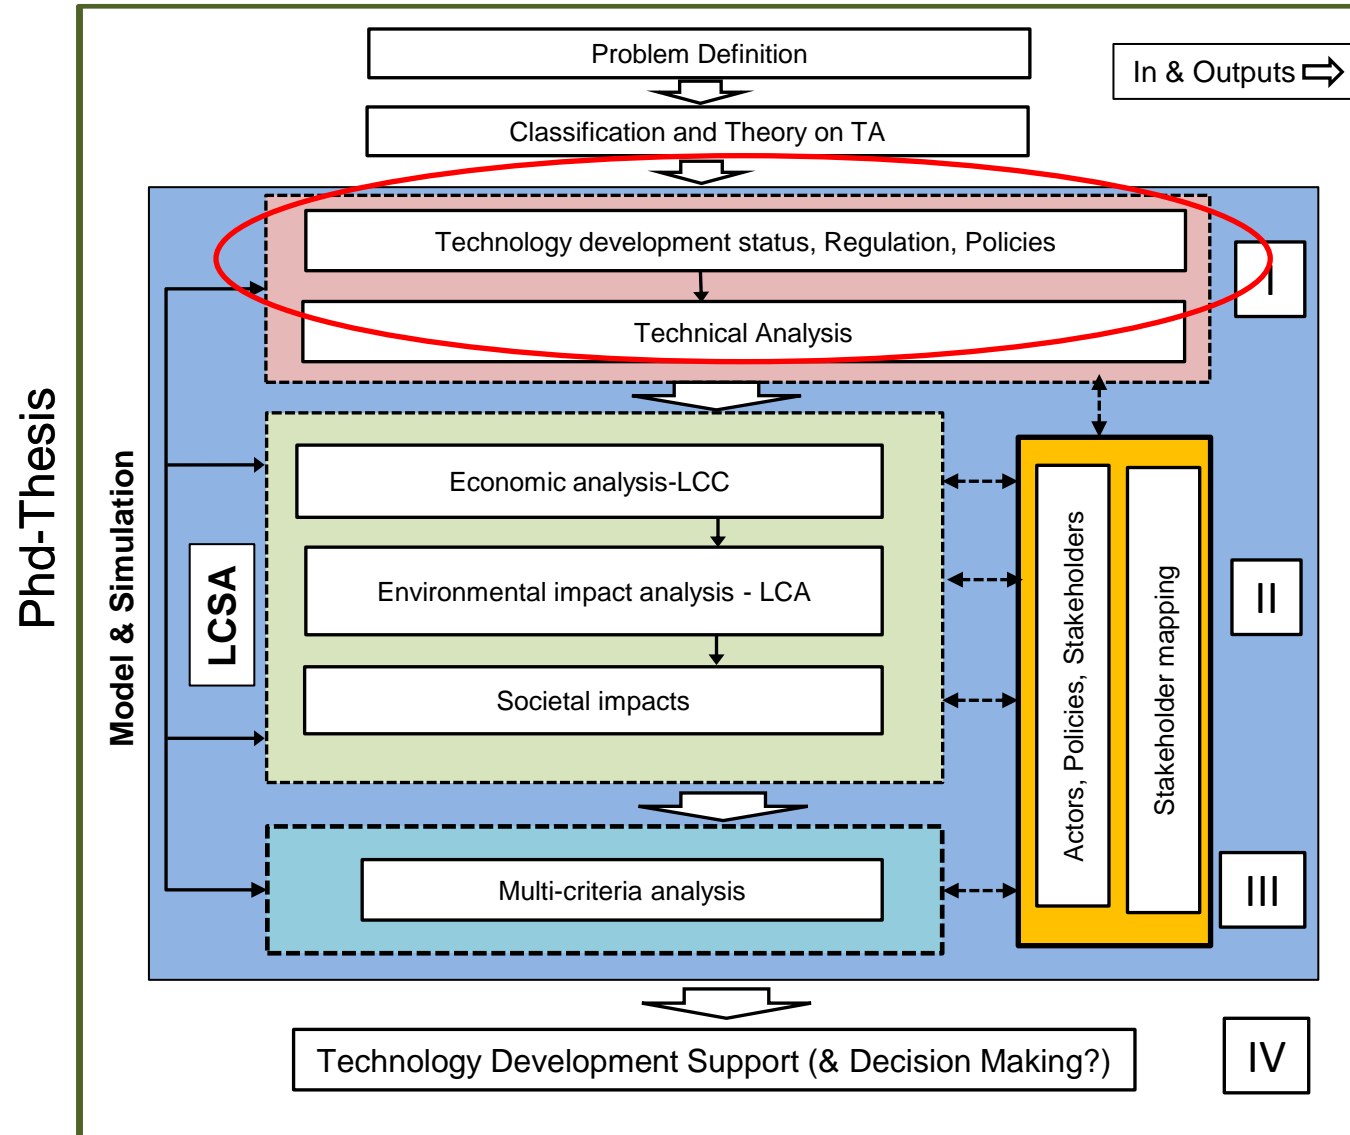 Problem Definition
In & Outputs
Classification and Theory on TA
Technology development status, Regulation, Policies
I
Technical Analysis
Phd-Thesis
Model & Simulation
LCSA
Economic analysis-LCC
Environmental impact analysis - LCA
Societal impacts
Actors, Policies, Stakeholders
Stakeholder mapping
II
Multi-criteria analysis
III
Technology Development Support (& Decision Making?)
IV